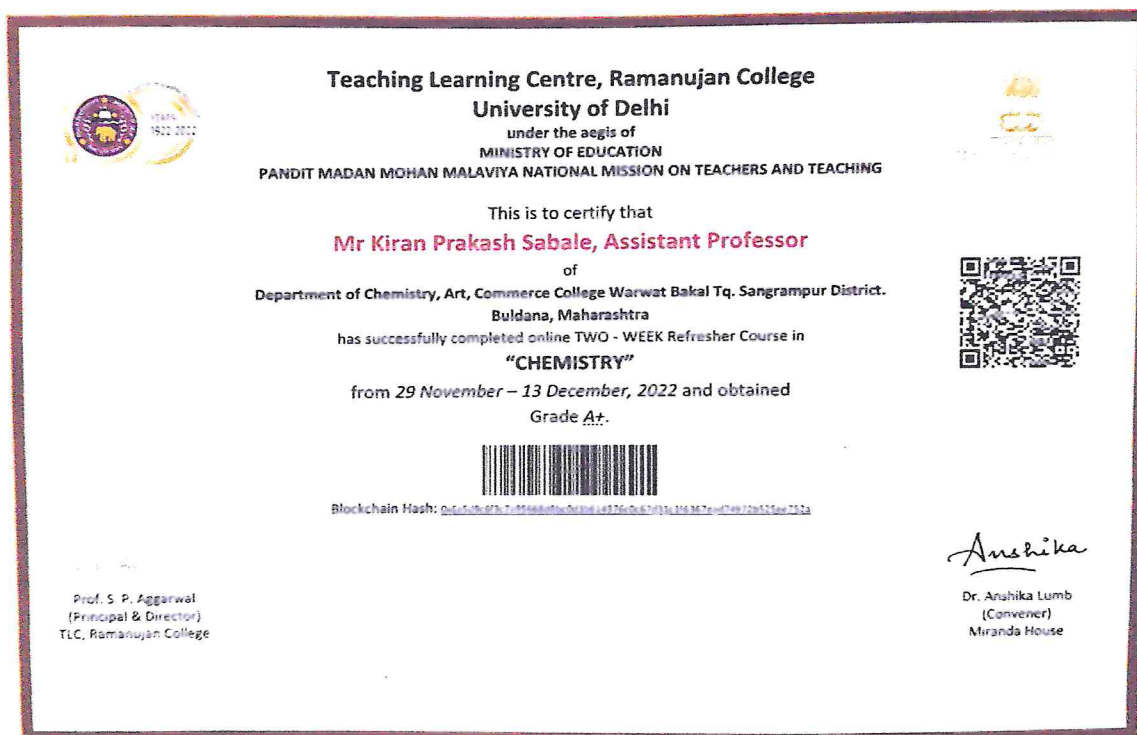 Teaching Learning Centre, Ramanujan College
University of Delhi
under the aegis of
MINISTRY OF EDUCATION
PANDIT MADAN MOHAN MALAVIYA NATIONAL MISSION ON TEACHERS AND TEACHING
YEARS
1922-2022
This is to certify that
Mr Kiran Prakash Sabale, Assistant Professor
of
Department of Chemistry, Art, Commerce College Warwat Bakal Tq. Sangrampur District.
Buldana, Maharashtra
has successfully completed online TWO - WEEK Refresher Course in
"CHEMISTRY"
from 29 November – 13 December, 2022 and obtained
Grade A+.
Blockchain Hash:
Anshika
Prof. S. P. Aggarwal
(Principal & Director)
TLC, Ramanujan College
Dr. Anshika Lumb
(Convener)
Miranda House